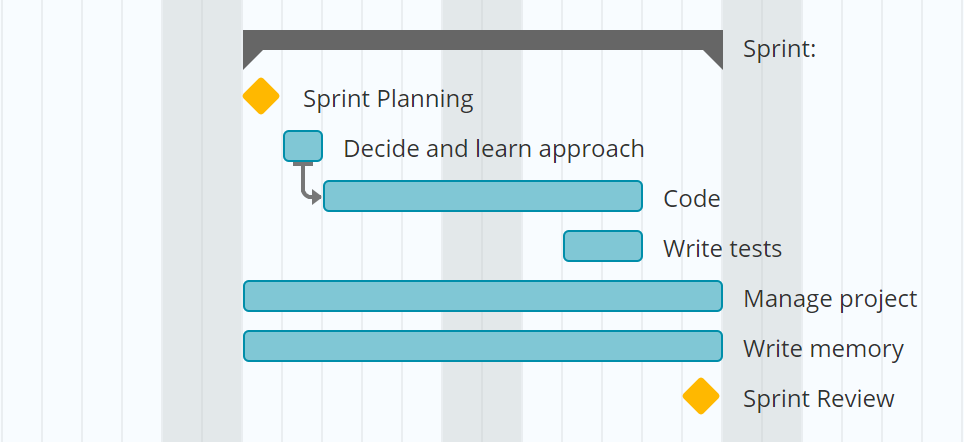 Sprint:
Sprint Planning
Decide and learn approach
Code
Write tests
Manage project
Write memory
Sprint Review